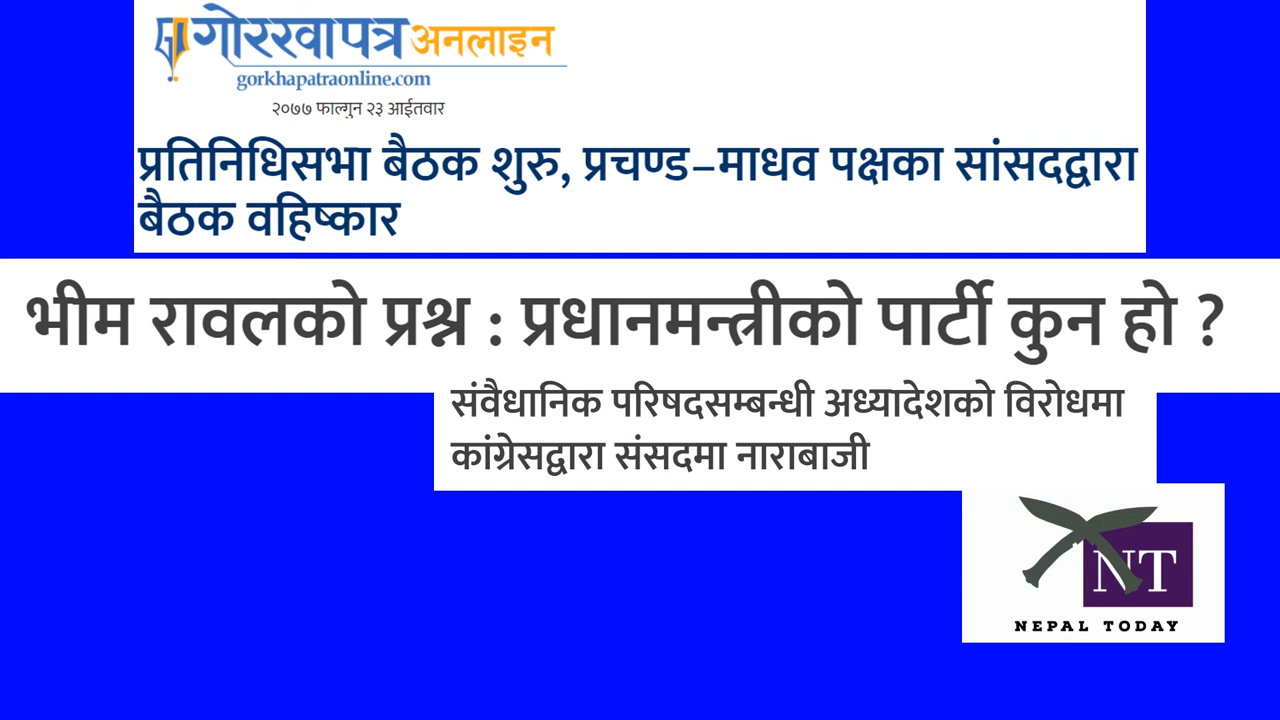 गोरखापत्र अनलाइन
gorkhapatraonline.com
२०७७ फाल्गुन २३ आईतवार
प्रतिनिधिसभा बैठक शुरु, प्रचण्ड–माधव पक्षका सांसदद्वारा
बैठक वहिष्कार
भीम रावलको प्रश्न : प्रधानमन्त्रीको पार्टी कुन हो ?
संवैधानिक परिषदसम्बन्धी अध्यादेशको विरोधमा
कांग्रेसद्वारा संसदमा नाराबाजी
NT
NEPAL TODAY